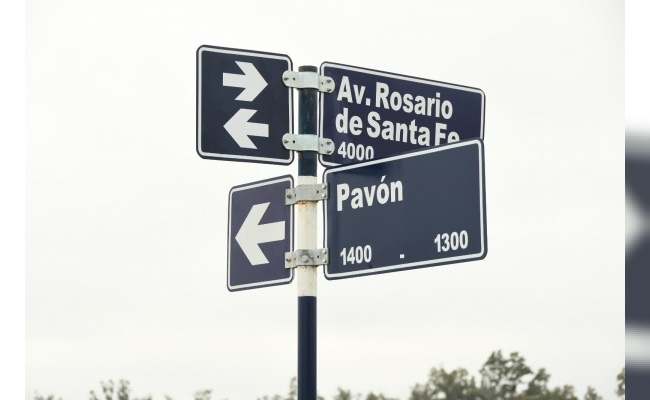 Av. Rosario
de Santa Fe
4000
Pavón
1400 - 1300